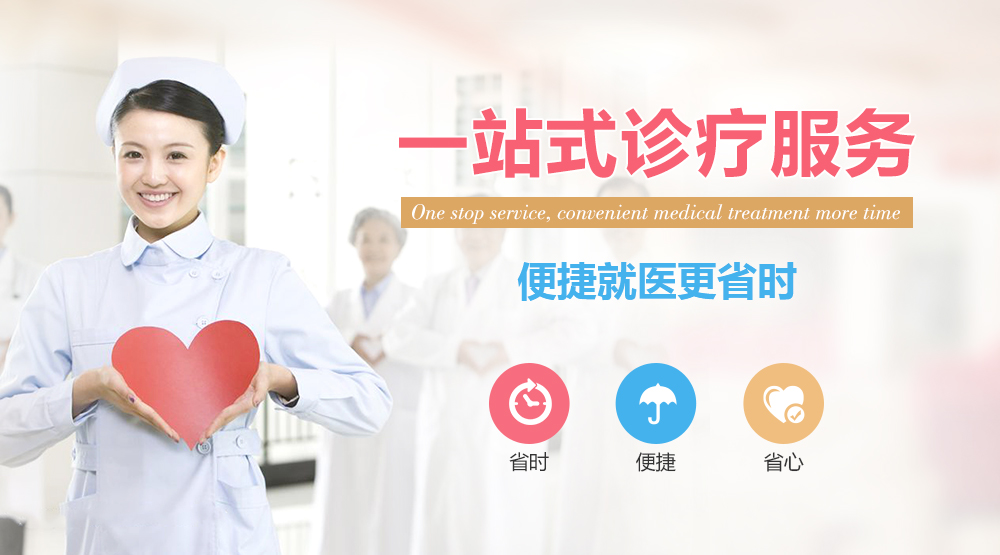 一站式诊疗服务
One stop service, convenient medical treatment more time
便捷就医更省时
省时
便捷
省心